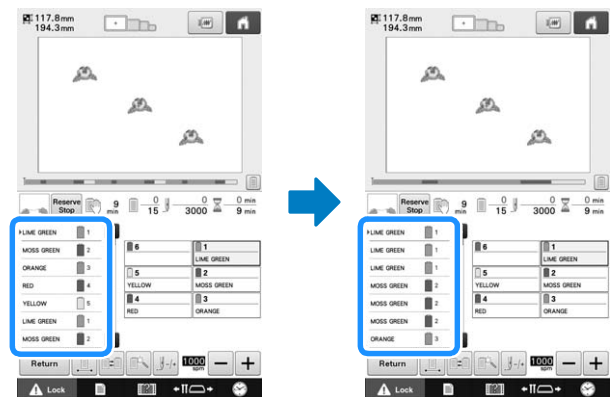 117.8mm
194.3mm
Reserve
Stop
9
min
0
15
0
3000
0 min
9 min
LIME GREEN 1
MOSS GREEN 2
ORANGE 3
RED 4
YELLOW 5
LIME GREEN 1
MOSS GREEN 2
6
1
LIME GREEN
5
YELLOW
2
MOSS GREEN
4
RED
3
ORANGE
Return
1000
spm
Lock
117.8mm
194.3mm
Reserve
Stop
9
min
0
15
0
3000
0 min
9 min
LIME GREEN 1
LIME GREEN 1
LIME GREEN 1
MOSS GREEN 2
MOSS GREEN 2
MOSS GREEN 2
ORANGE 3
6
1
LIME GREEN
5
YELLOW
2
MOSS GREEN
4
RED
3
ORANGE
Return
1000
spm
Lock